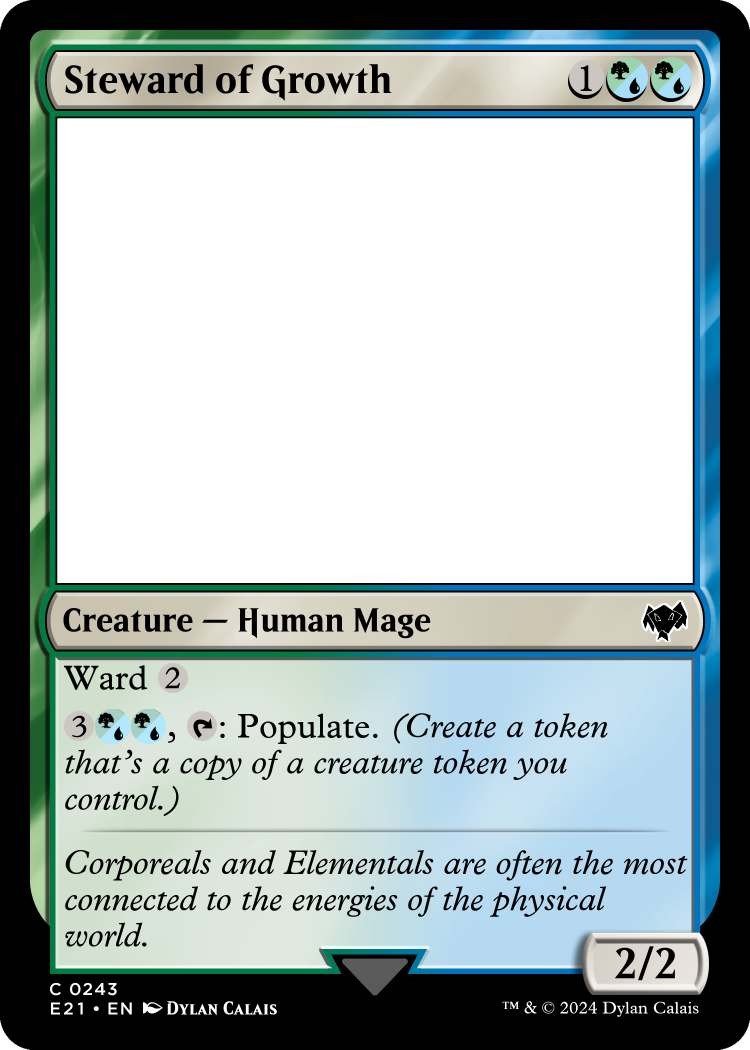 Steward of Growth 1
Creature — Human Mage
Ward 2
3, : Populate. (Create a token
that's a copy of a creature token you
control.)
Corporeals and Elementals are often the most
connected to the energies of the physical
world.
2/2
C 0243
E21 • EN Dylan Calais
™ & © 2024 Dylan Calais